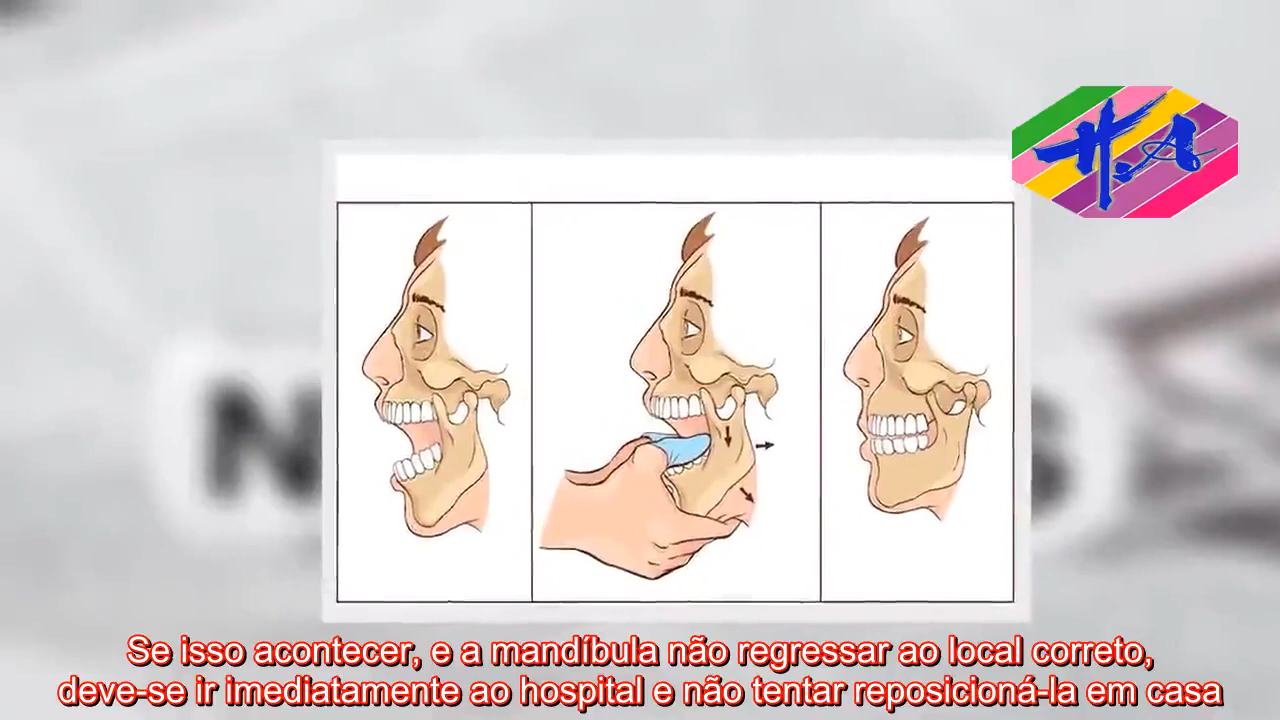 H.A
Se isso acontecer, e a mandíbula não regressar ao local correto,
deve-se ir imediatamente ao hospital e não tentar reposicioná-la em casa